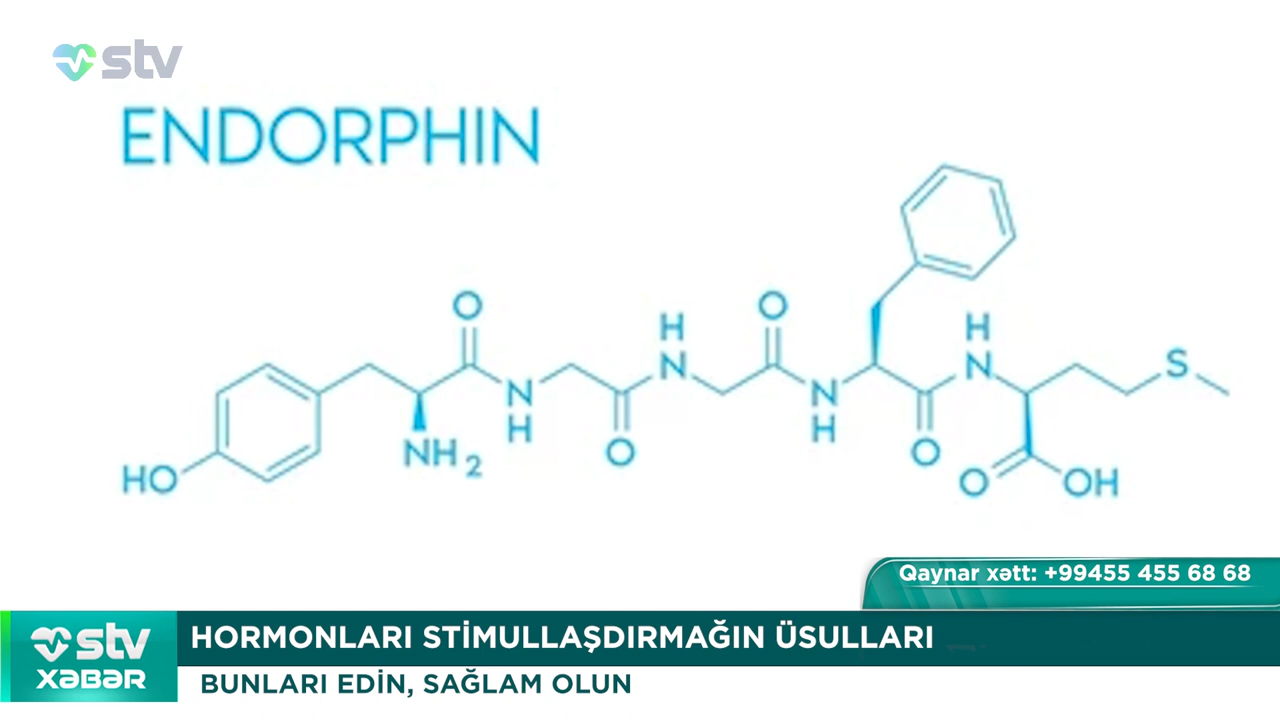 stv
ENDORPHIN
O
O
H
H
N
N
S
N
H
N
H
NH2
O
O
HO
O
OH
Qaynar xətt: +99455 455 68 68
stv
XƏBƏR
HORMONLARI STİMULLAŞDIRMAĞIN ÜSULLARI
BUNLARI EDİN, SAĞLAM OLUN